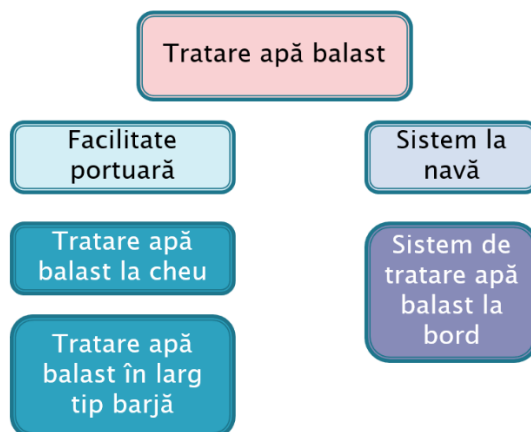 Tratare apă balast
Facilitate
portuară
Sistem la
navă
Tratare apă
balast la cheu
Sistem de
tratare apă
balast la
bord
Tratare apă
balast în larg
tip barjă